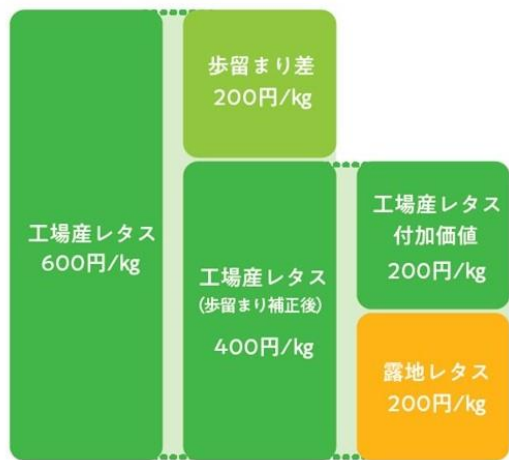 工場産レタス
600円/kg
歩留まり差
200円/kg
工場産レタス
(歩留まり補正後)
400円/kg
工場産レタス
付加価値
200円/kg
露地レタス
200円/kg